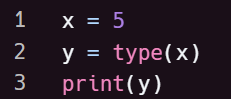 1 x = 5
2 y = type(x)
3 print(y)